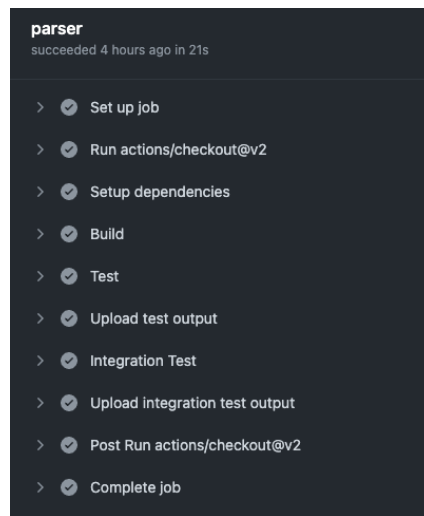 parser
succeeded 4 hours ago in 21s
Set up job
Run actions/checkout@v2
Setup dependencies
Build
Test
Upload test output
Integration Test
Upload integration test output
Post Run actions/checkout@v2
Complete job